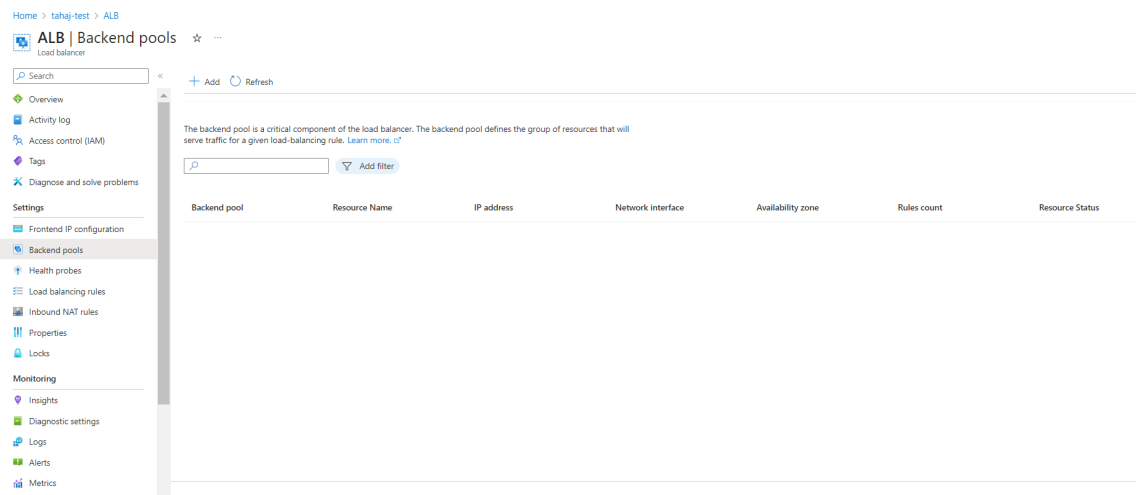 Home > tahaj-test > ALB
ALB | Backend pools
Load balancer
Search
Overview
Activity log
Access control (IAM)
Tags
Diagnose and solve problems
Settings
Frontend IP configuration
Backend pools
Health probes
Load balancing rules
Inbound NAT rules
Properties
Locks
Monitoring
Insights
Diagnostic settings
Logs
Alerts
Metrics
Add Refresh
The backend pool is a critical component of the load balancer. The backend pool defines the group of resources that will
serve traffic for a given load-balancing rule. Learn more.
Add filter
Backend pool Resource Name IP address Network interface Availability zone Rules count Resource Status